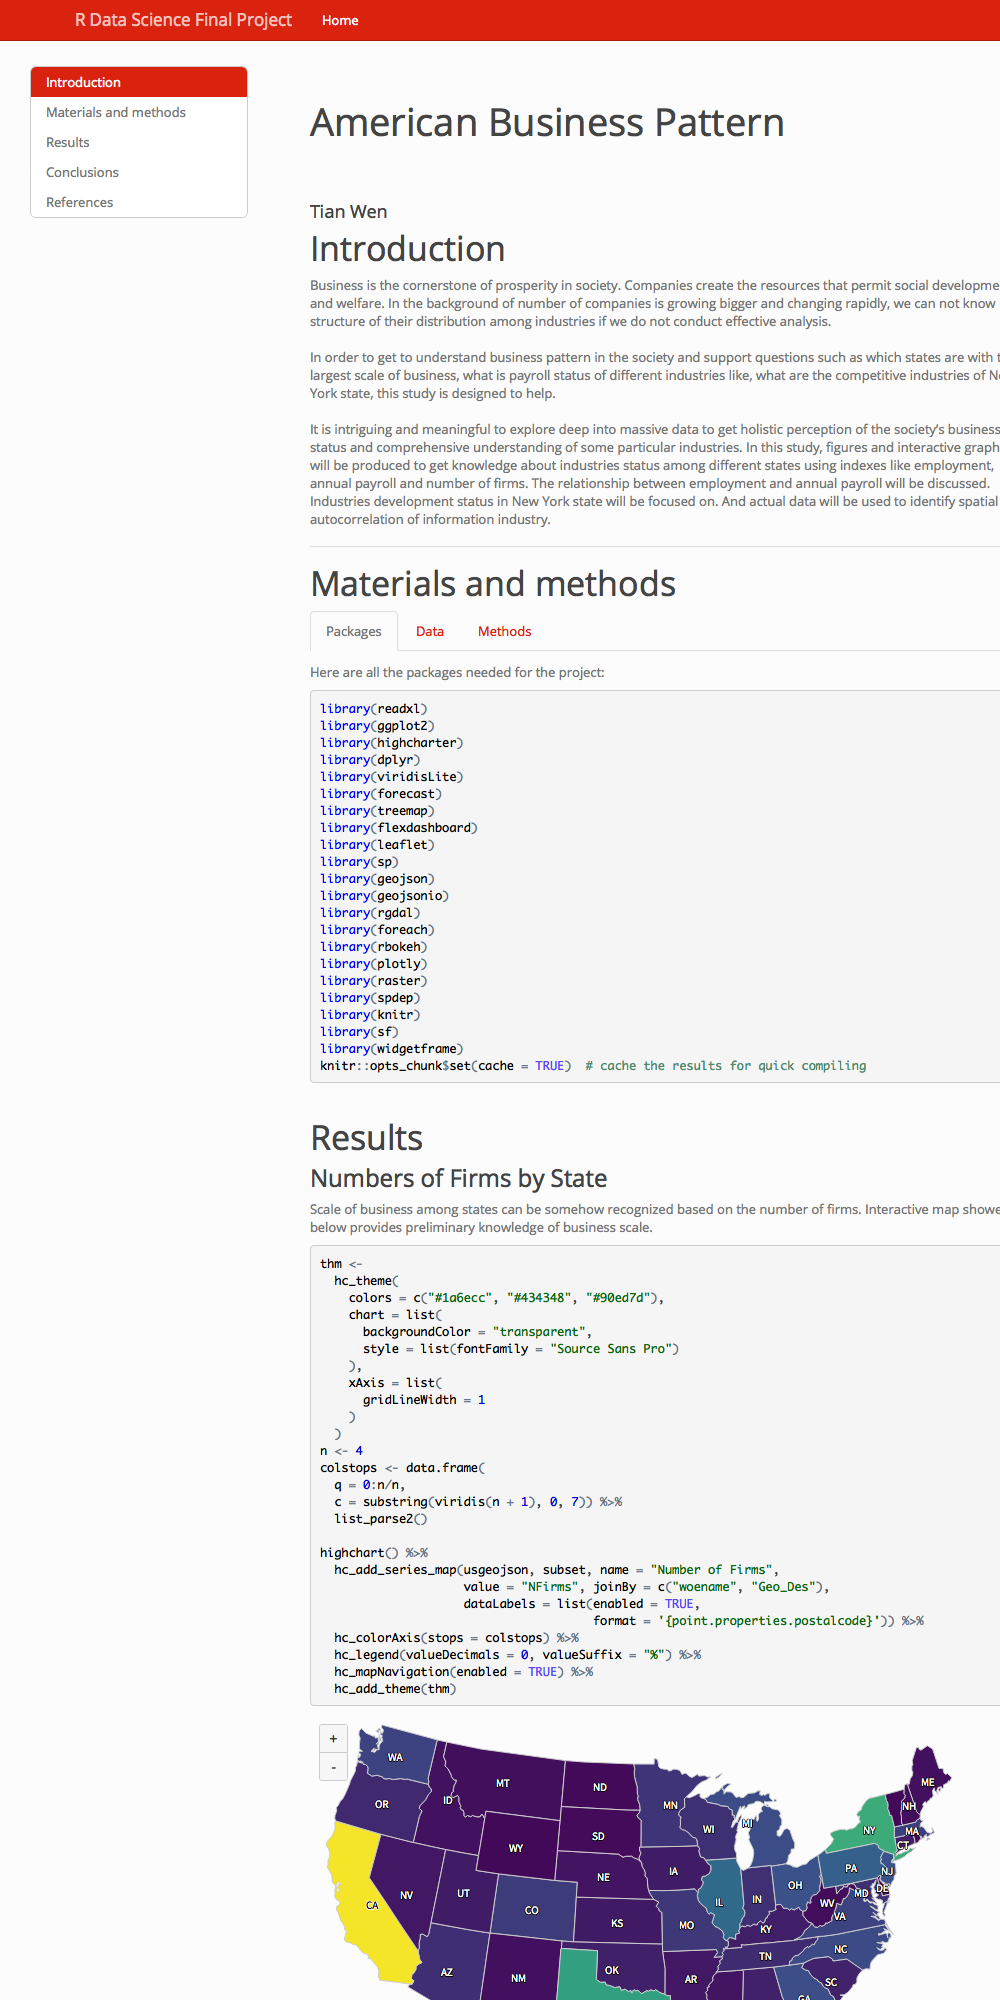 R Data Science Final Project Home
Introduction
Materials and methods
Results
Conclusions
References
American Business Pattern
Tian Wen
Introduction
Business is the cornerstone of prosperity in society. Companies create the resources that permit social developme
and welfare. In the background of number of companies is growing bigger and changing rapidly, we can not know
structure of their distribution among industries if we do not conduct effective analysis.
In order to get to understand business pattern in the society and support questions such as which states are with t
largest scale of business, what is payroll status of different industries like, what are the competitive industries of Ne
York state, this study is designed to help.
It is intriguing and meaningful to explore deep into massive data to get holistic perception of the society's business
status and comprehensive understanding of some particular industries. In this study, figures and interactive graph
will be produced to get knowledge about industries status among different states using indexes like employment,
annual payroll and number of firms. The relationship between employment and annual payroll will be discussed.
Industries development status in New York state will be focused on. And actual data will be used to identify spatial
autocorrelation of information industry.
Materials and methods
Packages Data Methods
Here are all the packages needed for the project:
library(readxl)
library(ggplot2)
library(highcharter)
library(dplyr)
library(viridisLite)
library(forecast)
library(treemap)
library(flexdashboard)
library(leaflet)
library(sp)
library(geojson)
library(geojsonio)
library(rgdal)
library(foreach)
library(rbokeh)
library(plotly)
library(raster)
library(spdep)
library(knitr)
library(sf)
library(widgetframe)
knitr::opts_chunk$set(cache = TRUE)  # cache the results for quick compiling
Results
Numbers of Firms by State
Scale of business among states can be somehow recognized based on the number of firms. Interactive map showe
below provides preliminary knowledge of business scale.
thm <-
  hc_theme(
    colors = c("#1a6ecc", "#434348", "#90ed7d"),
    chart = list(
      backgroundColor = "transparent",
      style = list(fontFamily = "Source Sans Pro")
    ),
    xAxis = list(
      gridLineWidth = 1
    )
  )
n <- 4
colstops <- data.frame(
  q = 0:n/n,
  c = substring(viridis(n + 1), 0, 7)) %>%
  list_parse2()
highchart() %>%
  hc_add_series_map(usgeojson, subset, name = "Number of Firms",
                    value = "NFirms", joinBy = c("woename", "Geo_Des"),
                    dataLabels = list(enabled = TRUE,
                                      format = '{point.properties.postalcode}')) %>%
  hc_colorAxis(stops = colstops) %>%
  hc_legend(valueDecimals = 0, valueSuffix = "%") %>%
  hc_mapNavigation(enabled = TRUE) %>%
  hc_add_theme(thm)
+
-
WA
MT
ND
ME
OR
ID
MN
NH
SD
WI
MI
NY
MA
WY
CT
NE
IA
PA
NJ
NV
UT
OH
CA
CO
IL
IN
WV
MD
DE
KS
MO
KY
VA
TN
NC
AZ
NM
OK
AR
SC
GA